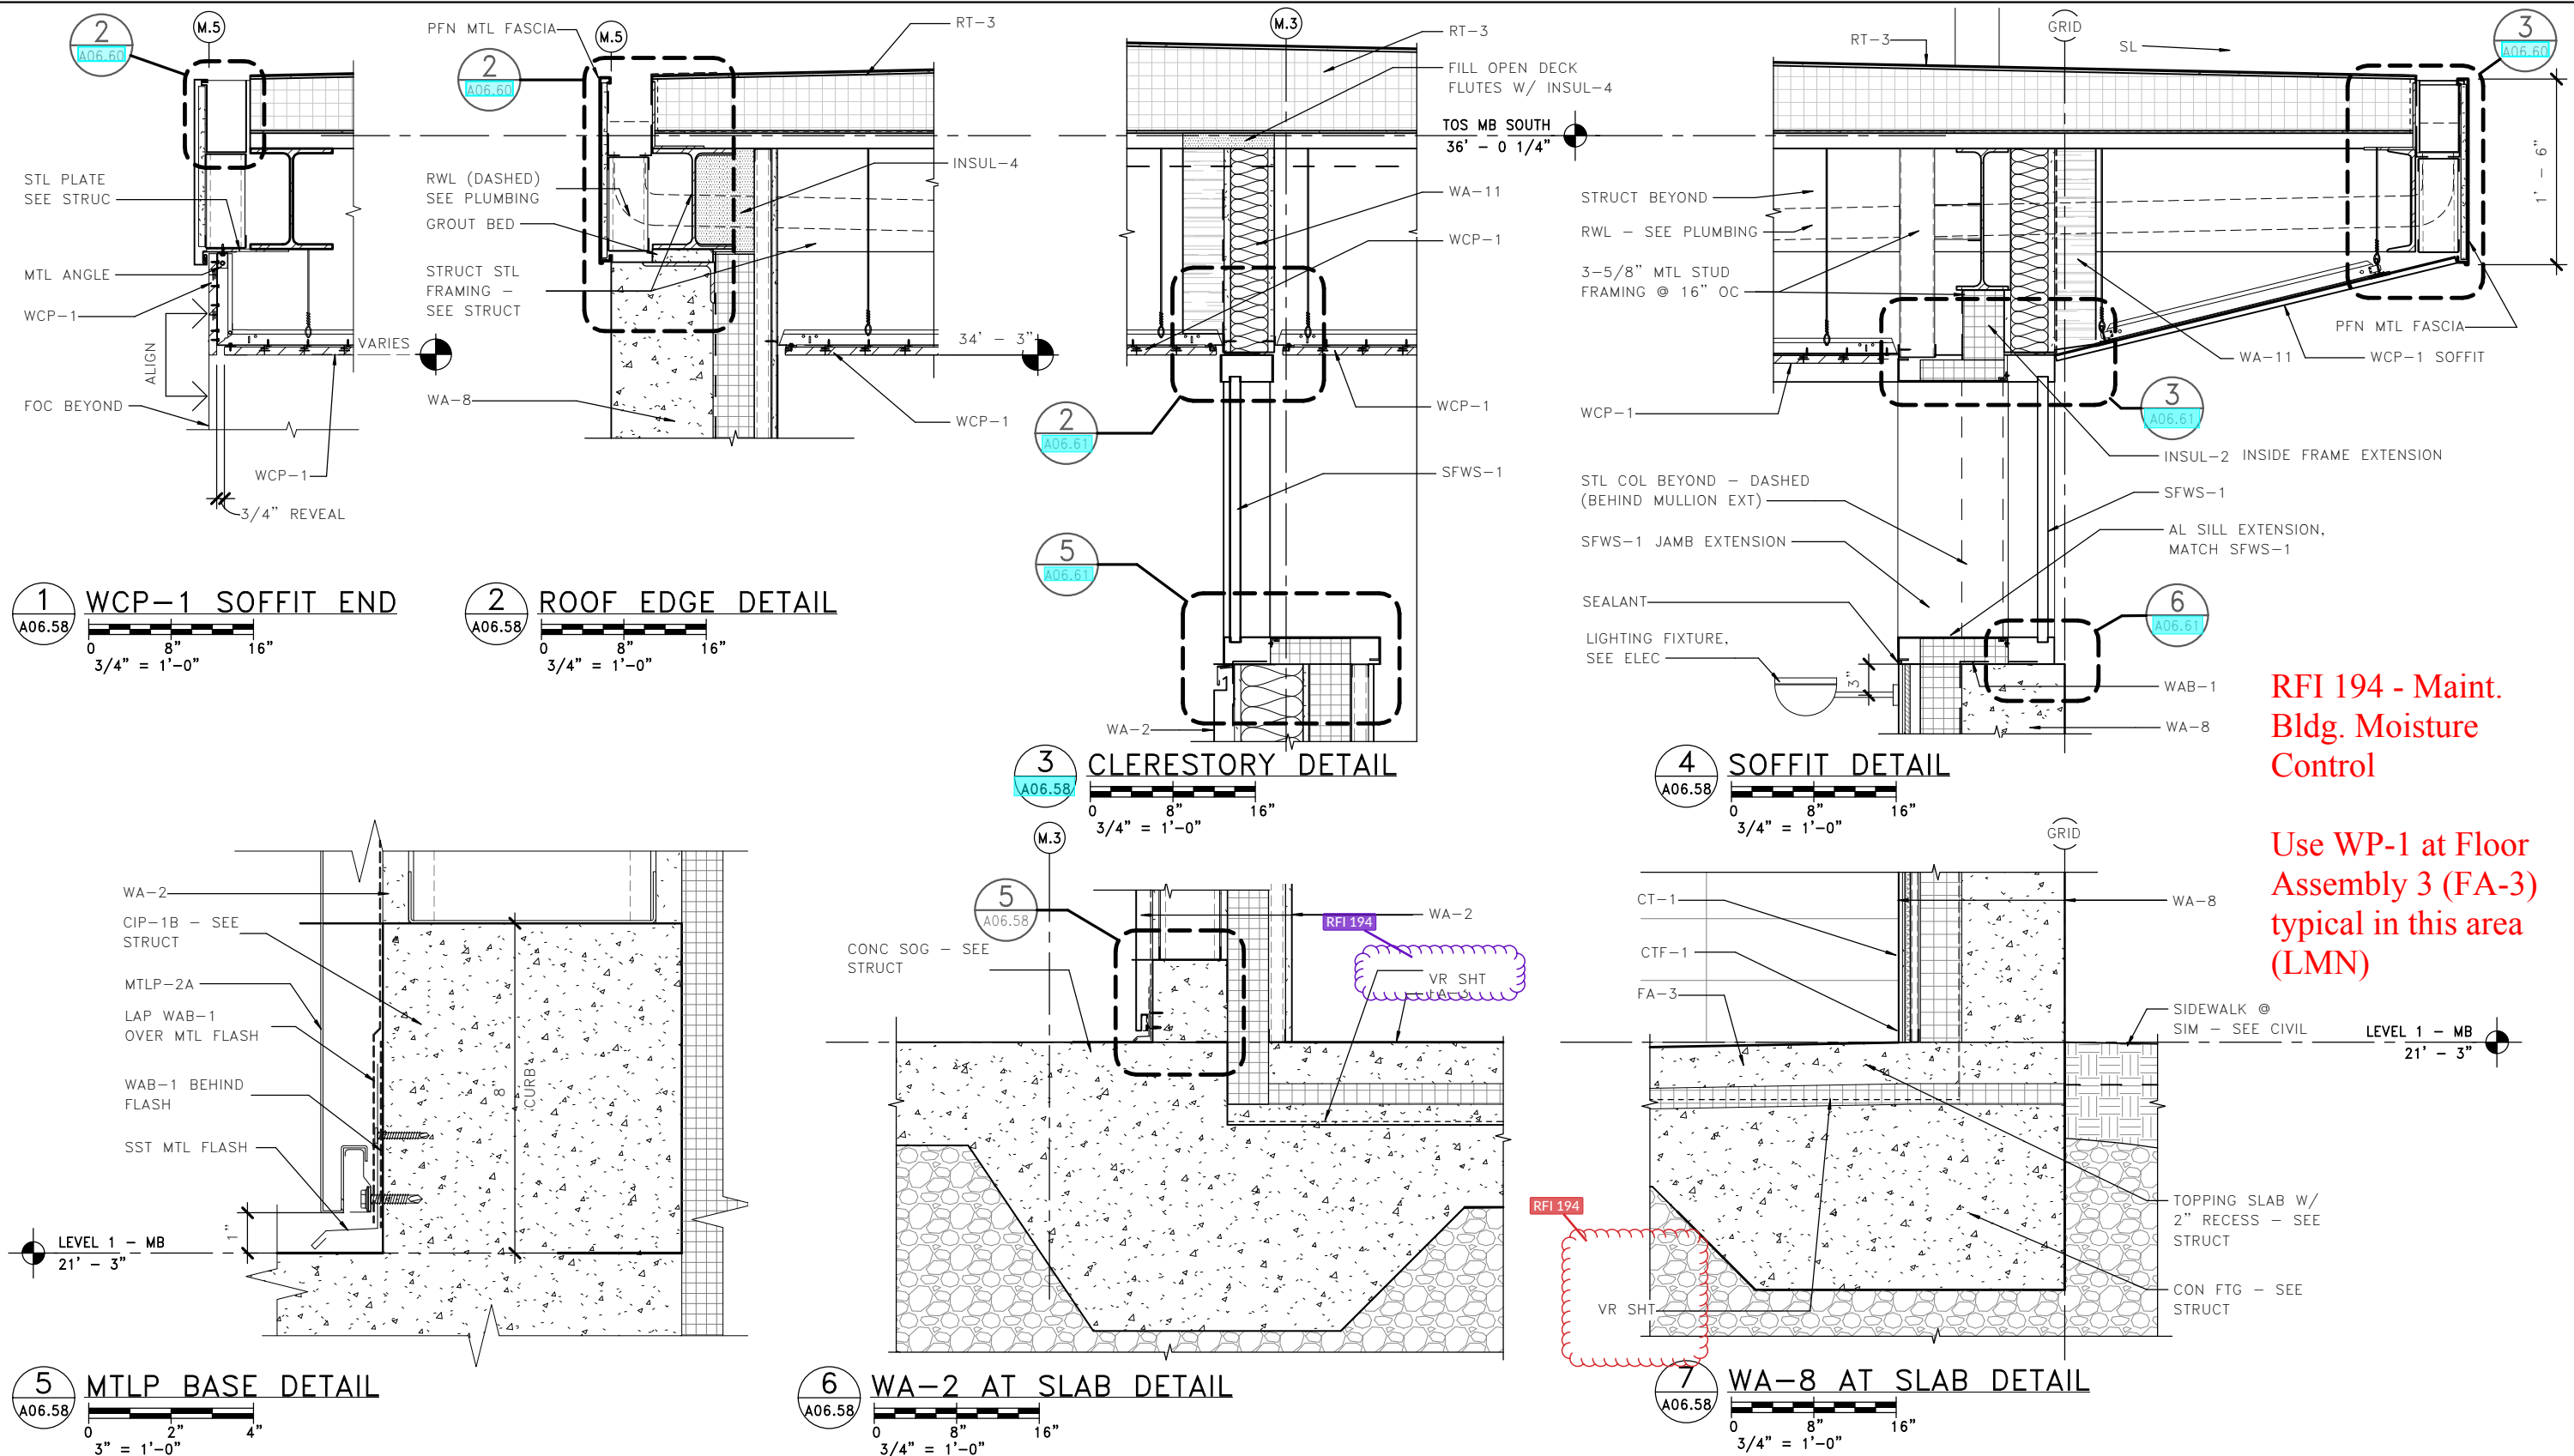 2
A06.60
M.5
STL PLATE
SEE STRUC
MTL ANGLE
WCP-1
ALIGN
FOC BEYOND
VARIES
WCP-1
3/4" REVEAL
1
A06.58
WCP-1 SOFFIT END
0 8" 16"
3/4" = 1'-0"
PFN MTL FASCIA
M.5
RT-3
2
A06.60
INSUL-4
RWL (DASHED)
SEE PLUMBING
GROUT BED
STRUCT STL
FRAMING -
SEE STRUCT
34' - 3"
WA-8
WCP-1
2
A06.58
ROOF EDGE DETAIL
0 8" 16"
3/4" = 1'-0"
M.3
RT-3
FILL OPEN DECK
FLUTES W/ INSUL-4
TOS MB SOUTH
36' - 0 1/4"
WA-11
WCP-1
WCP-1
2
A06.61
SFWS-1
5
A06.61
WA-2
3
A06.58
CLERESTORY DETAIL
0 8" 16"
3/4" = 1'-0"
GRID
RT-3
SL
3
A06.60
1' - 6"
STRUCT BEYOND
RWL - SEE PLUMBING
3-5/8" MTL STUD
FRAMING @ 16" OC
PFN MTL FASCIA
WA-11
WCP-1 SOFFIT
WCP-1
3
A06.61
INSUL-2 INSIDE FRAME EXTENSION
STL COL BEYOND - DASHED
(BEHIND MULLION EXT)
SFWS-1
SFWS-1 JAMB EXTENSION
AL SILL EXTENSION,
MATCH SFWS-1
SEALANT
6
A06.61
LIGHTING FIXTURE,
SEE ELEC
3"
WAB-1
WA-8
4
A06.58
SOFFIT DETAIL
0 8" 16"
3/4" = 1'-0"
RFI 194 - Maint.
Bldg. Moisture
Control
Use WP-1 at Floor
Assembly 3 (FA-3)
typical in this area
(LMN)
WA-2
CIP-1B - SEE
STRUCT
MTLP-2A
LAP WAB-1
OVER MTL FLASH
WAB-1 BEHIND
FLASH
SST MTL FLASH
8"
CURB
1"
LEVEL 1 - MB
21' - 3"
5
A06.58
MTLP BASE DETAIL
0 2" 4"
3" = 1'-0"
M.3
5
A06.58
CONC SOG - SEE
STRUCT
WA-2
RFI 194
VR SHT
FA-3
6
A06.58
WA-2 AT SLAB DETAIL
0 8" 16"
3/4" = 1'-0"
GRID
CT-1
CTF-1
FA-3
WA-8
SIDEWALK @
SIM - SEE CIVIL
LEVEL 1 - MB
21' - 3"
RFI 194
VR SHT
TOPPING SLAB W/
2" RECESS - SEE
STRUCT
CON FTG - SEE
STRUCT
7
A06.58
WA-8 AT SLAB DETAIL
0 8" 16"
3/4" = 1'-0"